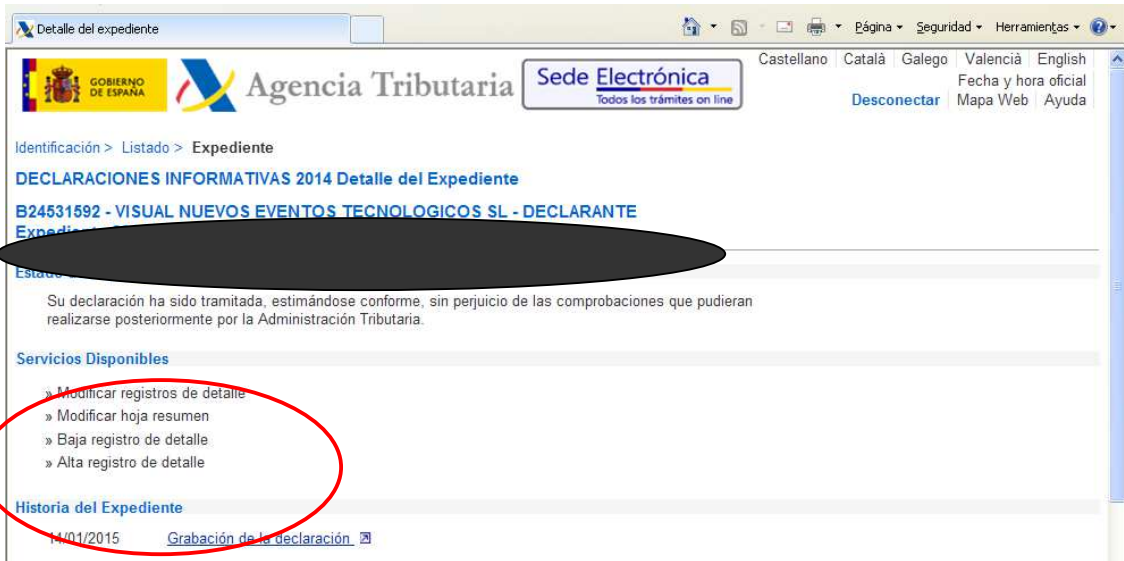 Detalle del expediente
Página Seguridad Herramientas
GOBIERNO DE ESPAÑA
Agencia Tributaria
Sede Electrónica
Todos los trámites on line
Castellano Català Galego Valencià English
Fecha y hora oficial
Desconectar Mapa Web Ayuda
Identificación > Listado > Expediente
DECLARACIONES INFORMATIVAS 2014 Detalle del Expediente
B24531592 - VISUAL NUEVOS EVENTOS TECNOLOGICOS SL - DECLARANTE
Su declaración ha sido tramitada, estimándose conforme, sin perjuicio de las comprobaciones que pudieran
realizarse posteriormente por la Administración Tributaria.
Servicios Disponibles
» Modificar registros de detalle
» Modificar hoja resumen
» Baja registro de detalle
» Alta registro de detalle
Historia del Expediente
14/01/2015 Grabación de la declaración